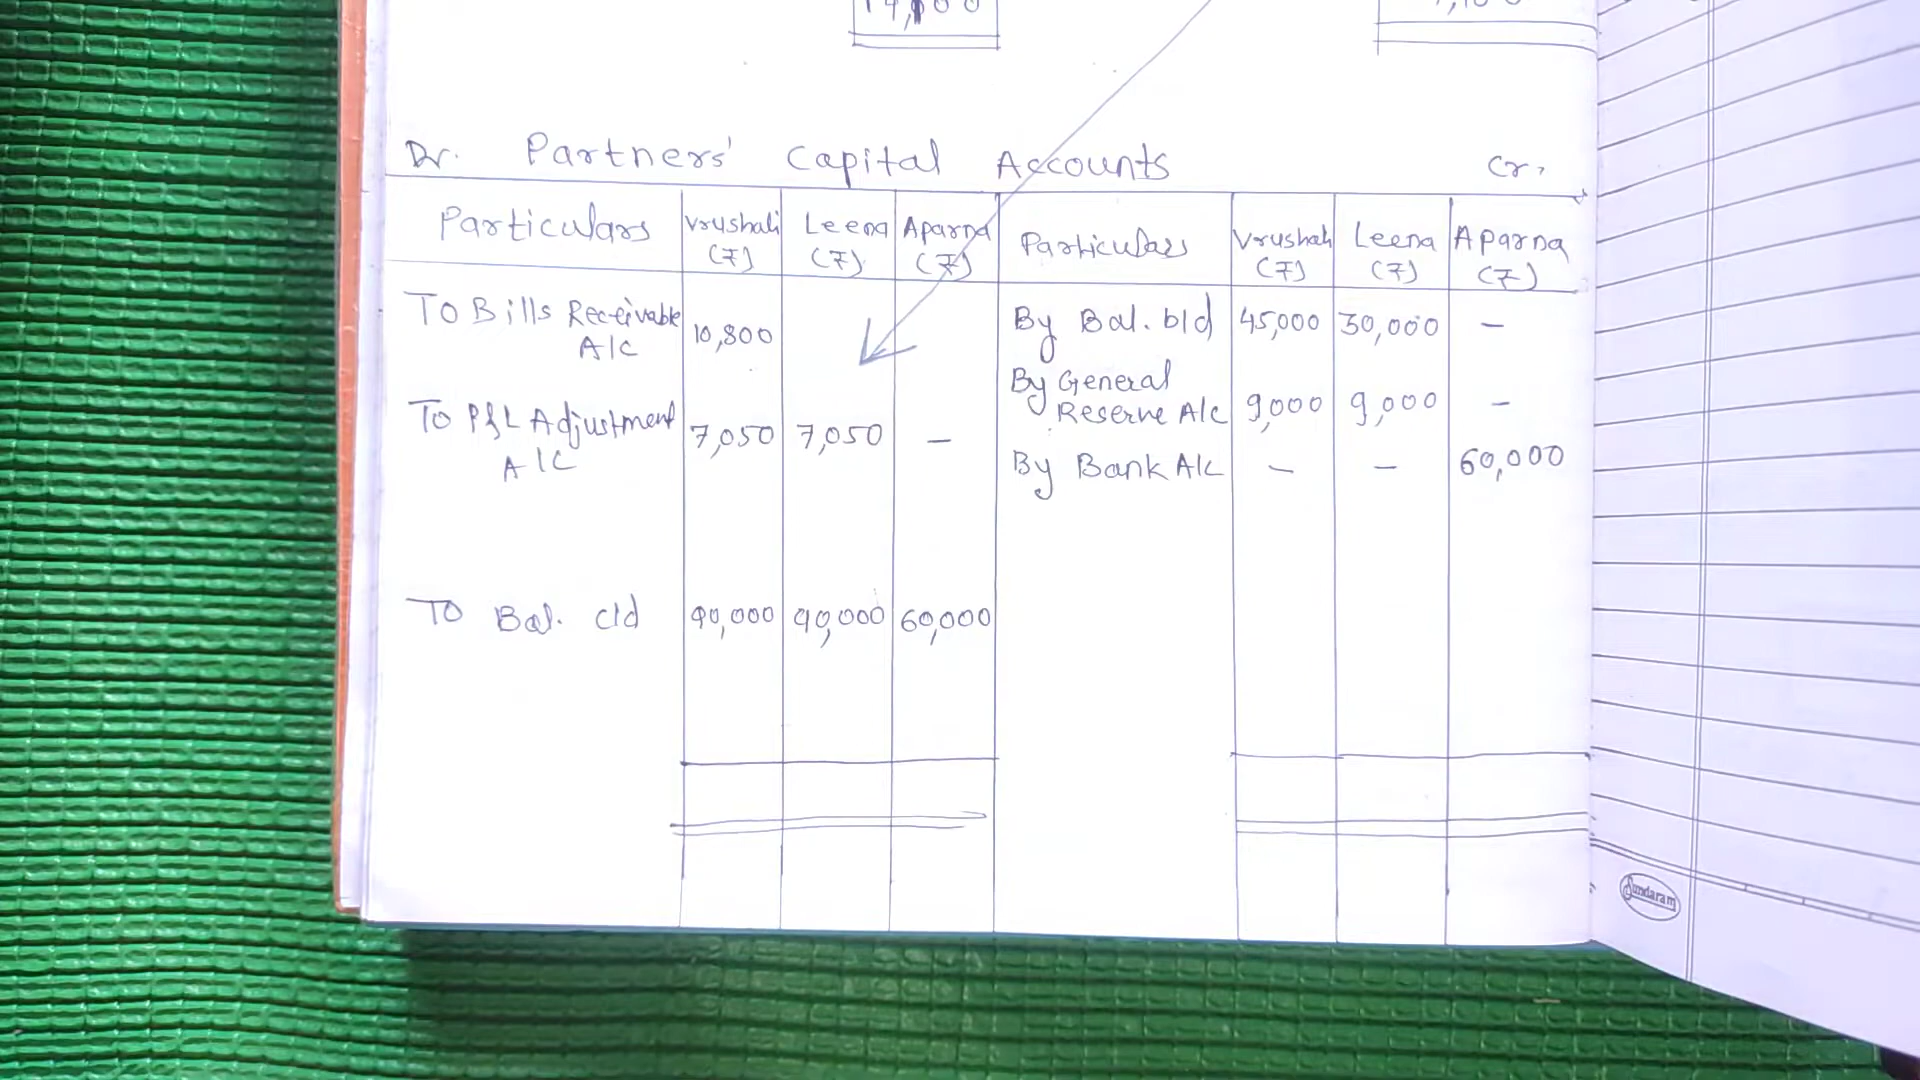 Dr. Partners' Capital Accounts Cr.
Particulars Vrushali (₹) Leena (₹) Aparna (₹) Particulars Vrushali (₹) Leena (₹) Aparna (₹)
To Bills Receivable A/c 10,800 By Bal. b/d 45,000 30,000 –
By General Reserve A/c 9,000 9,000 –
To P&L Adjustment A/C 7,050 7,050 – By Bank A/c – – 60,000
To Bal. c/d 90,000 90,000 60,000
Sundaram